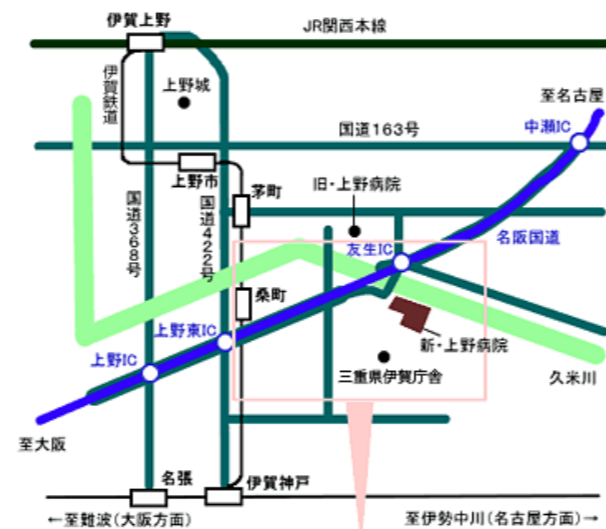 伊賀上野
JR関西本線
伊賀鉄道
上野城
至名古屋
中瀬IC
国道163号
上野市
旧・上野病院
茅町
国道368号
国道422号
友生IC
名阪国道
桑町
上野東IC
新・上野病院
上野IC
三重県伊賀庁舎
久米川
至大阪
名張
伊賀神戸
←至難波(大阪方面)
至伊勢中川(名古屋方面)→